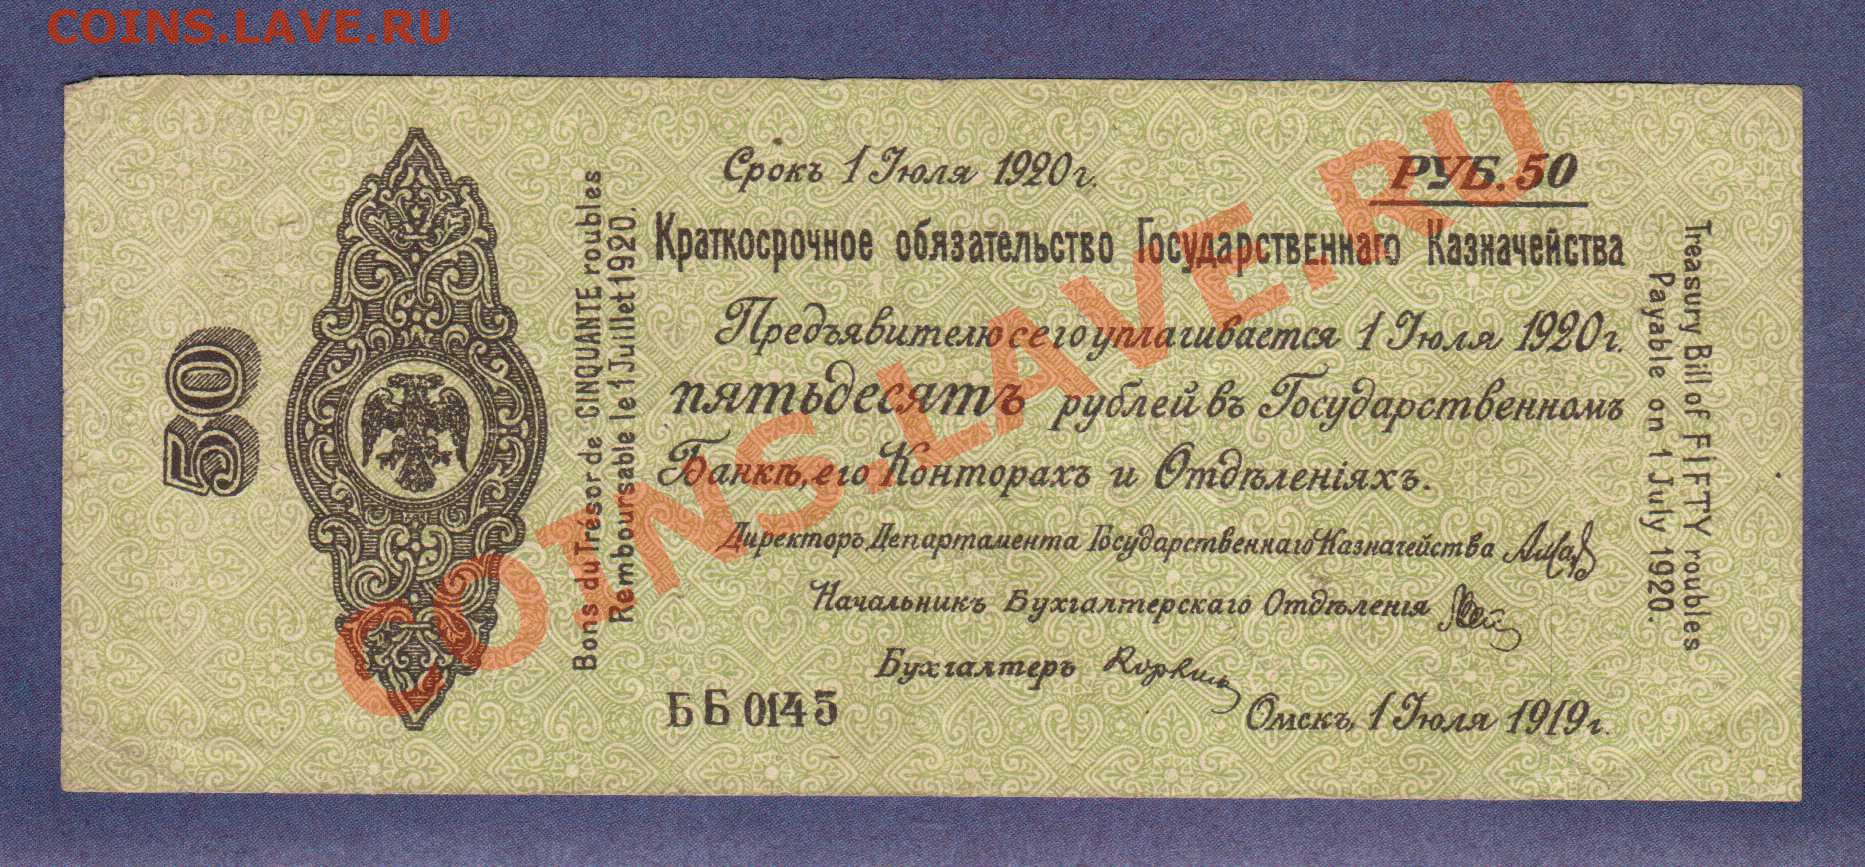 COINS.LAVE.RU
Срокъ 1 Іюля 1920 г.
РУБ. 50
Краткосрочное обязательство Государственнаго Казначейства
Предъявителю сего уплачивается 1 Іюля 1920 г.
пятьдесятъ рублей въ Государственномъ
Банкѣ, его Конторахъ и Отдѣленіяхъ.
Директоръ Департамента Государственнаго Казначейства
Начальникъ Бухгалтерскаго Отдѣленія
Бухгалтеръ
ББ 0145
Омскъ, 1 Іюля 1919 г.
50
Bons du Trésor de CINQUANTE roubles
Remboursable le 1 Juillet 1920.
Treasury Bill of FIFTY roubles
Payable on 1 July 1920.
COINS.LAVE.RU